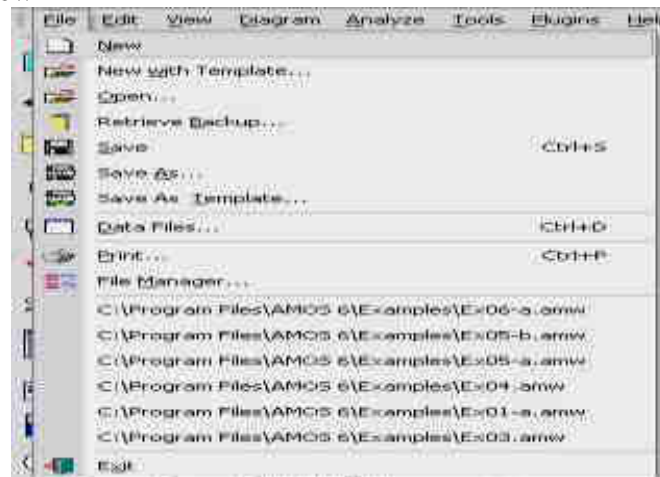 File Edit View Diagram Analyze Tools Plugins Hel
New
New with Template...
Open...
Retrieve Backup...
Save Ctrl+S
Save As...
Save As Template...
Data Files... Ctrl+D
Print... Ctrl+P
File Manager...
C:\Program Files\AMOS 6\Examples\Ex06-a.amw
C:\Program Files\AMOS 6\Examples\Ex05-b.amw
C:\Program Files\AMOS 6\Examples\Ex05-a.amw
C:\Program Files\AMOS 6\Examples\Ex04.amw
C:\Program Files\AMOS 6\Examples\Ex01-a.amw
C:\Program Files\AMOS 6\Examples\Ex03.amw
Exit